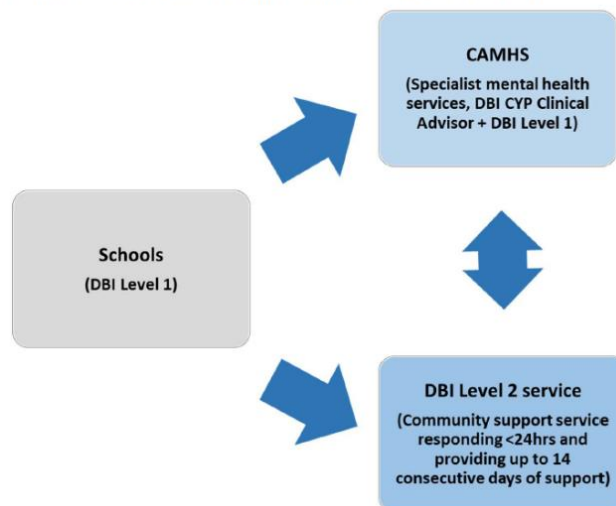 CAMHS
(Specialist mental health
services, DBI CYP Clinical
Advisor + DBI Level 1)
Schools
(DBI Level 1)
DBI Level 2 service
(Community support service
responding <24hrs and
providing up to 14
consecutive days of support)